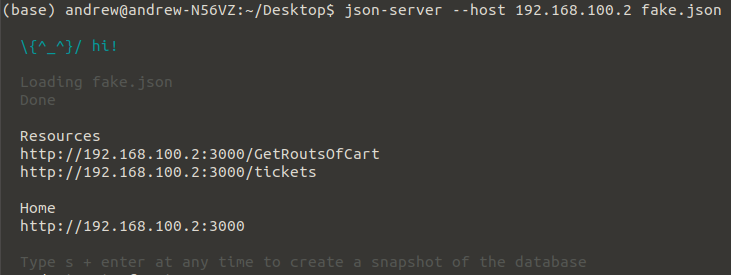 (base) andrew@andrew-N56VZ:~/Desktop$ json-server --host 192.168.100.2 fake.json
\{^_^}/ hi!
Loading fake.json
Done
Resources
http://192.168.100.2:3000/GetRoutsOfCart
http://192.168.100.2:3000/tickets
Home
http://192.168.100.2:3000
Type s + enter at any time to create a snapshot of the database